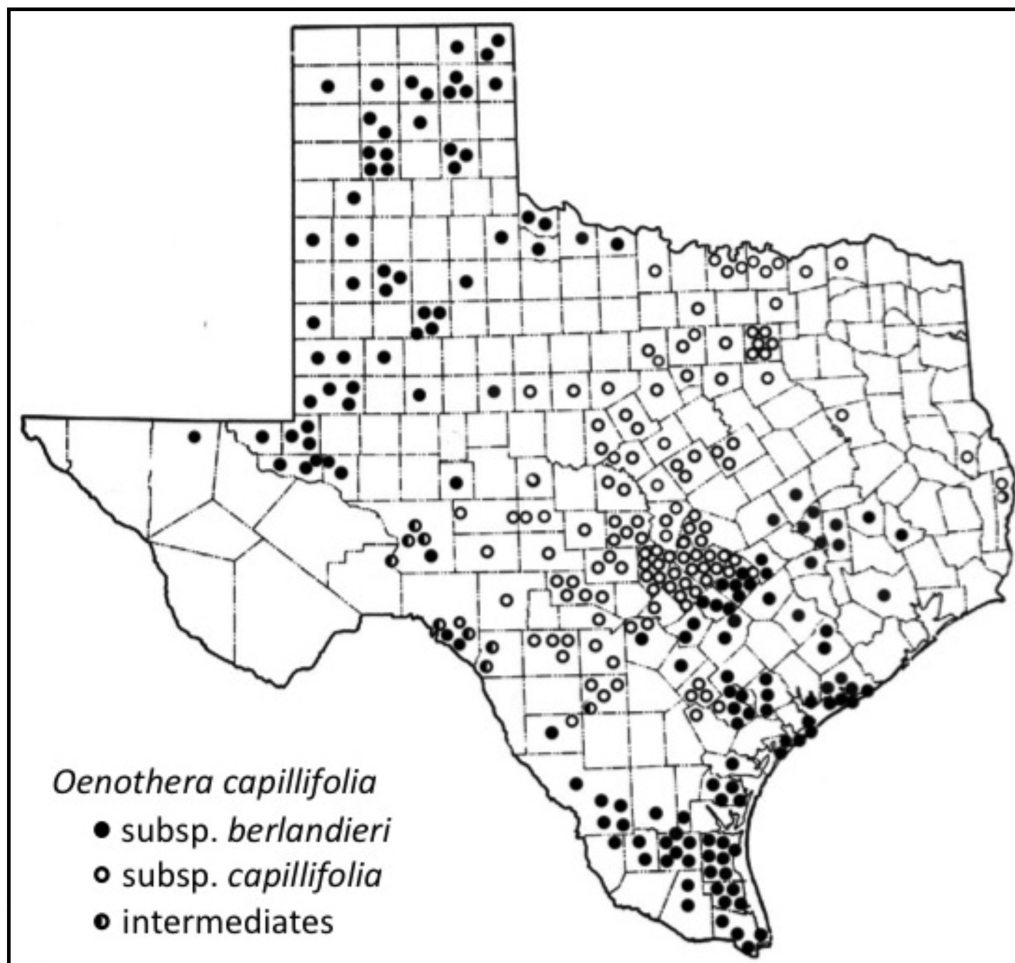 Oenothera capillifolia
subsp. berlandieri
subsp. capillifolia
intermediates